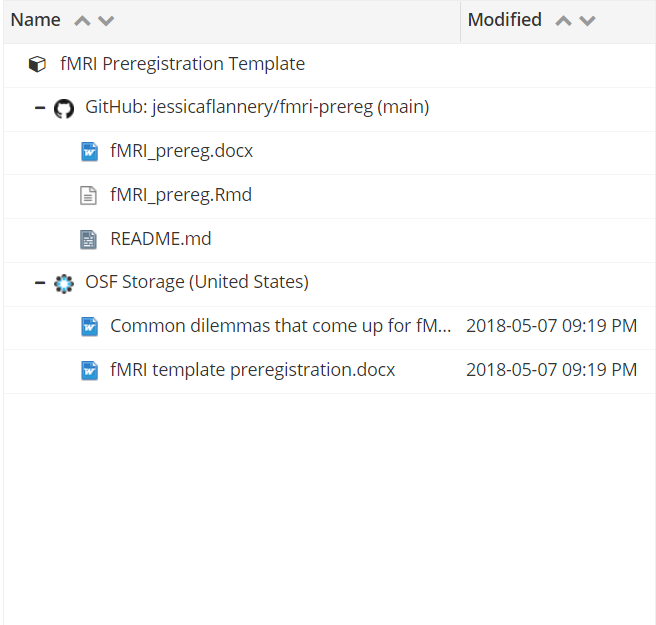 Name Modified
fMRI Preregistration Template
GitHub: jessicaflannery/fmri-prereg (main)
fMRI_prereg.docx
fMRI_prereg.Rmd
README.md
OSF Storage (United States)
Common dilemmas that come up for fM... 2018-05-07 09:19 PM
fMRI template preregistration.docx 2018-05-07 09:19 PM